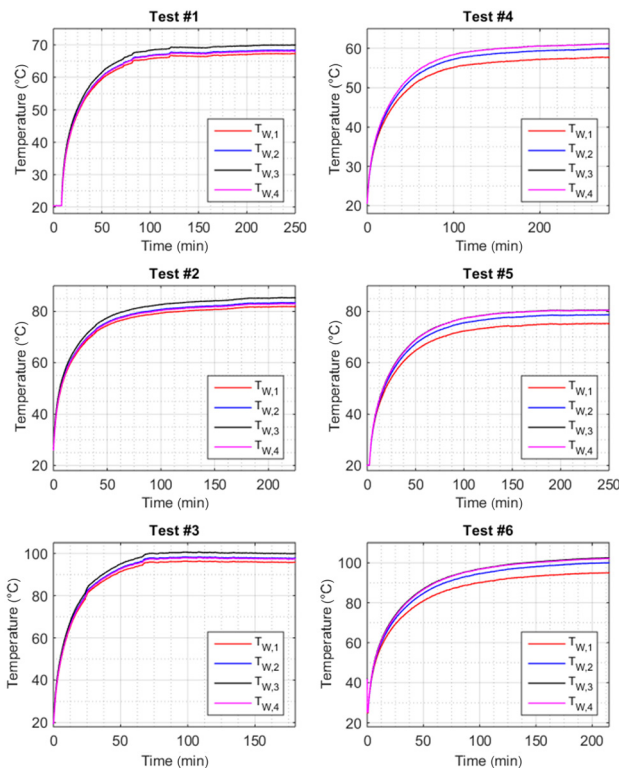 Test #1
Temperature (°C)
70
60
50
40
30
20
0
50
100
150
200
250
Time (min)
T_W,1
T_W,2
T_W,3
T_W,4
Test #4
Temperature (°C)
60
50
40
30
20
0
100
200
Time (min)
T_W,1
T_W,2
T_W,3
T_W,4
Test #2
Temperature (°C)
80
60
40
20
0
50
100
150
200
Time (min)
T_W,1
T_W,2
T_W,3
T_W,4
Test #5
Temperature (°C)
80
60
40
20
0
50
100
150
200
250
Time (min)
T_W,1
T_W,2
T_W,3
T_W,4
Test #3
Temperature (°C)
100
80
60
40
20
0
50
100
150
Time (min)
T_W,1
T_W,2
T_W,3
T_W,4
Test #6
Temperature (°C)
100
80
60
40
20
0
50
100
150
200
Time (min)
T_W,1
T_W,2
T_W,3
T_W,4